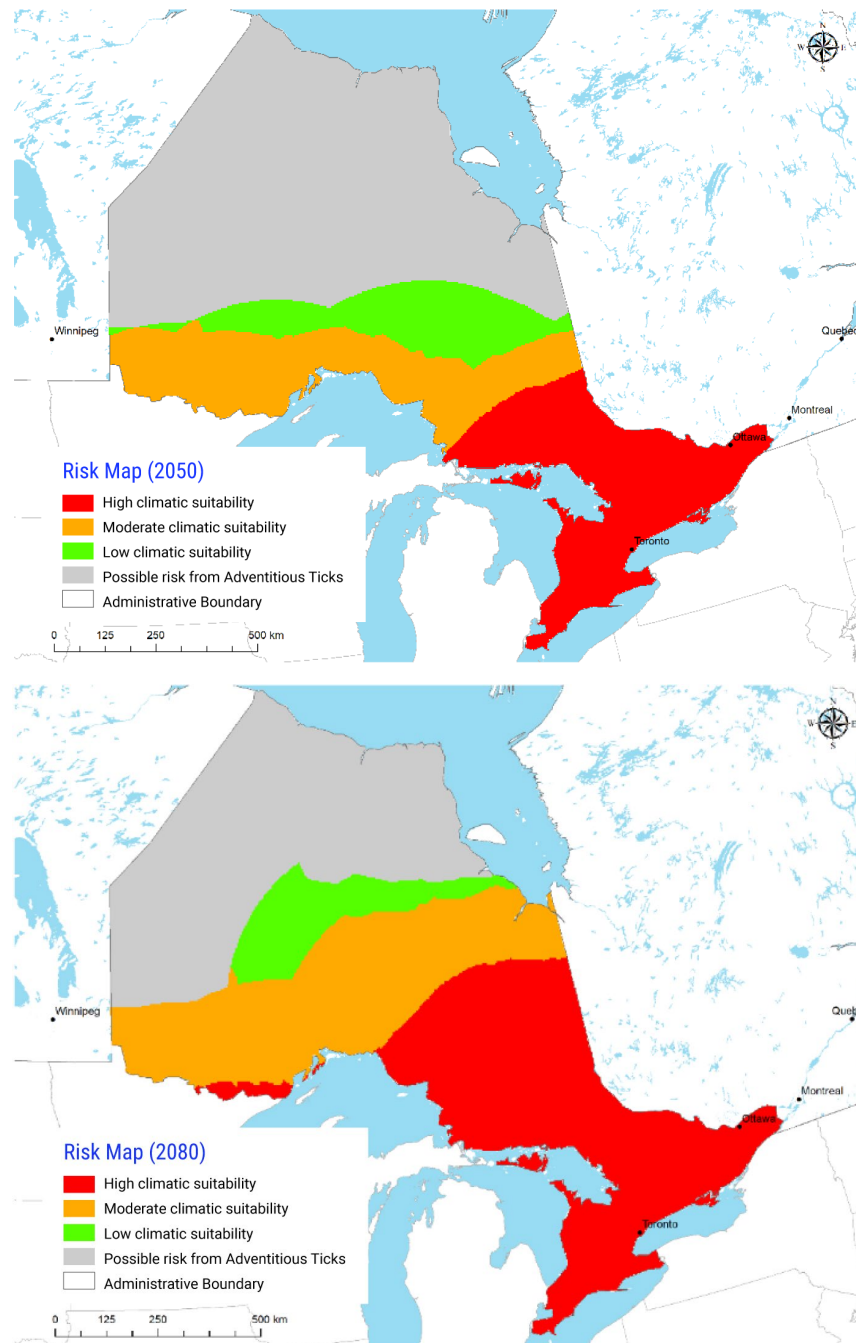 N
W E
S
Winnipeg
Quebec
Montreal
Ottawa
Toronto
Risk Map (2050)
High climatic suitability
Moderate climatic suitability
Low climatic suitability
Possible risk from Adventitious Ticks
Administrative Boundary
0 125 250 500 km
N
W E
S
Winnipeg
Queb
Montreal
Ottawa
Toronto
Risk Map (2080)
High climatic suitability
Moderate climatic suitability
Low climatic suitability
Possible risk from Adventitious Ticks
Administrative Boundary
0 125 250 500 km